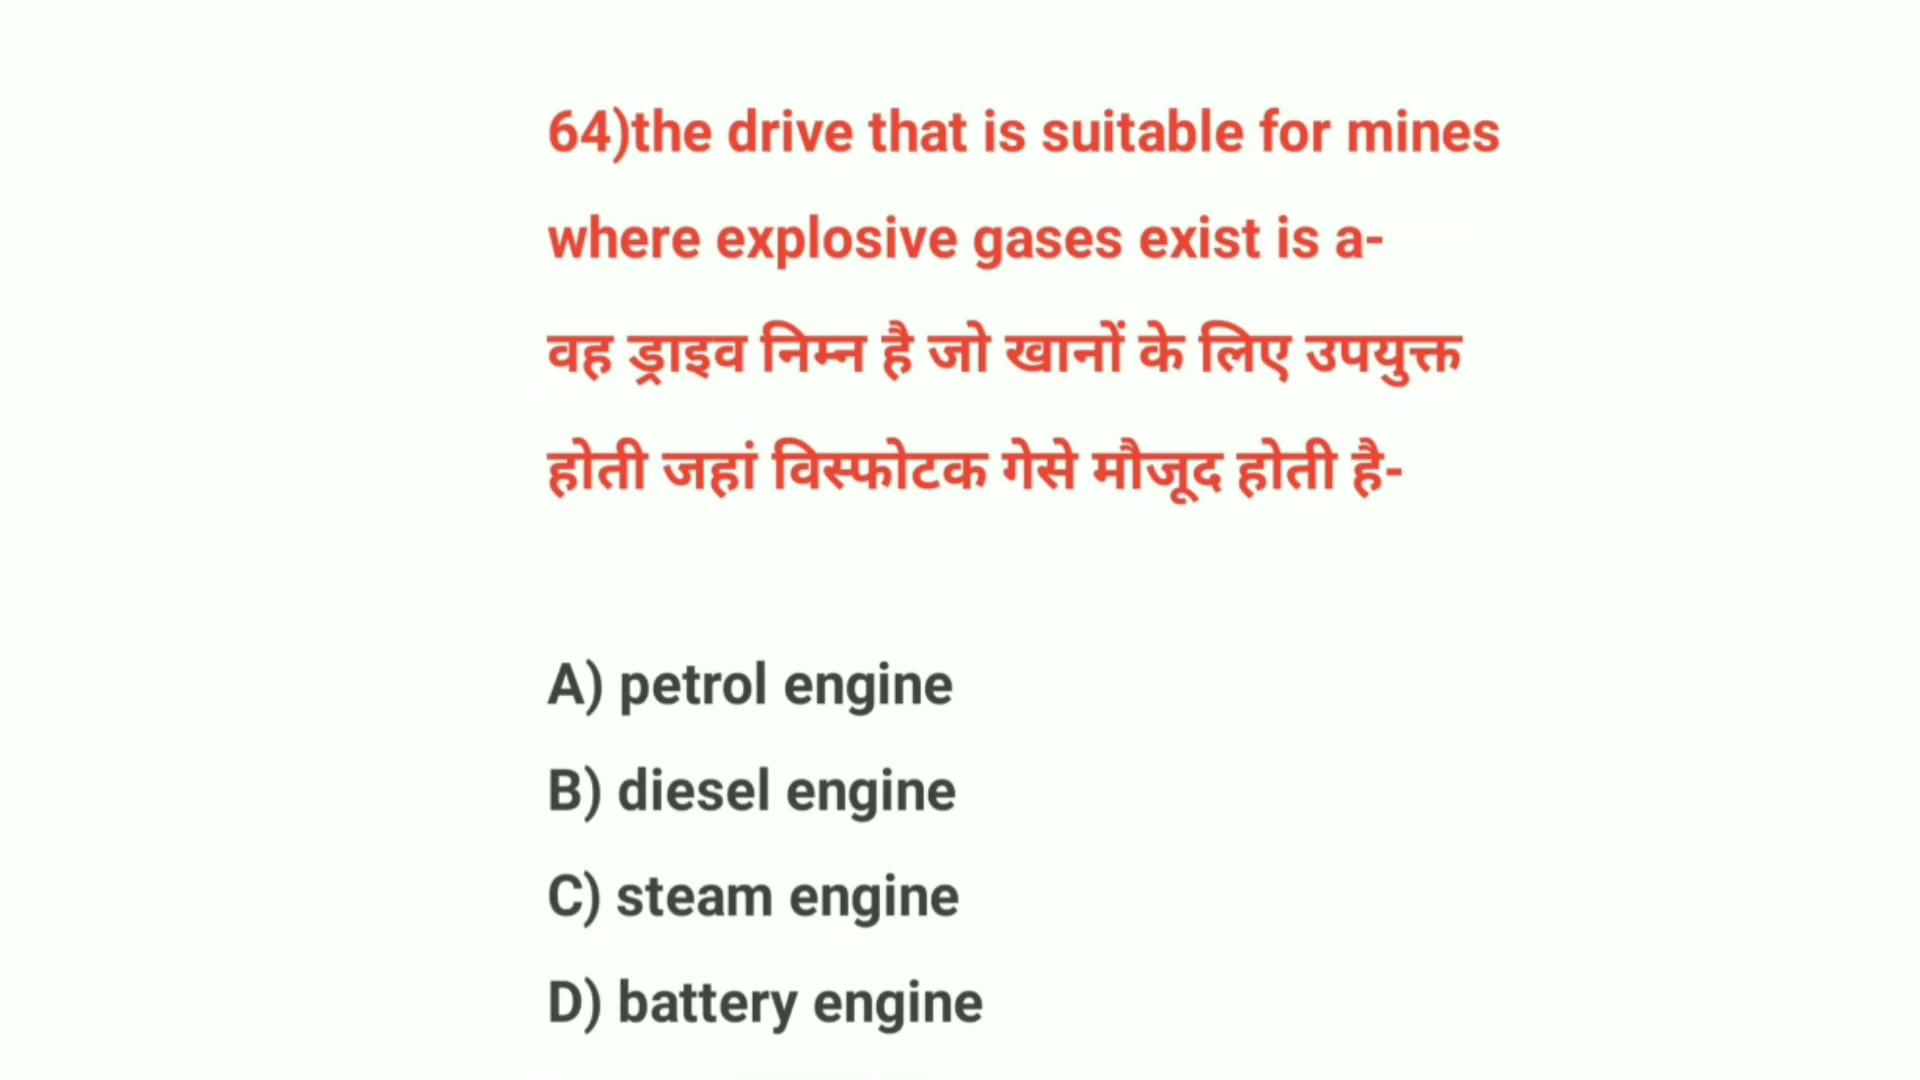 64)the drive that is suitable for mines
where explosive gases exist is a-
वह ड्राइव निम्न है जो खानों के लिए उपयुक्त
होती जहां विस्फोटक गेसे मौजूद होती है-
A) petrol engine
B) diesel engine
C) steam engine
D) battery engine